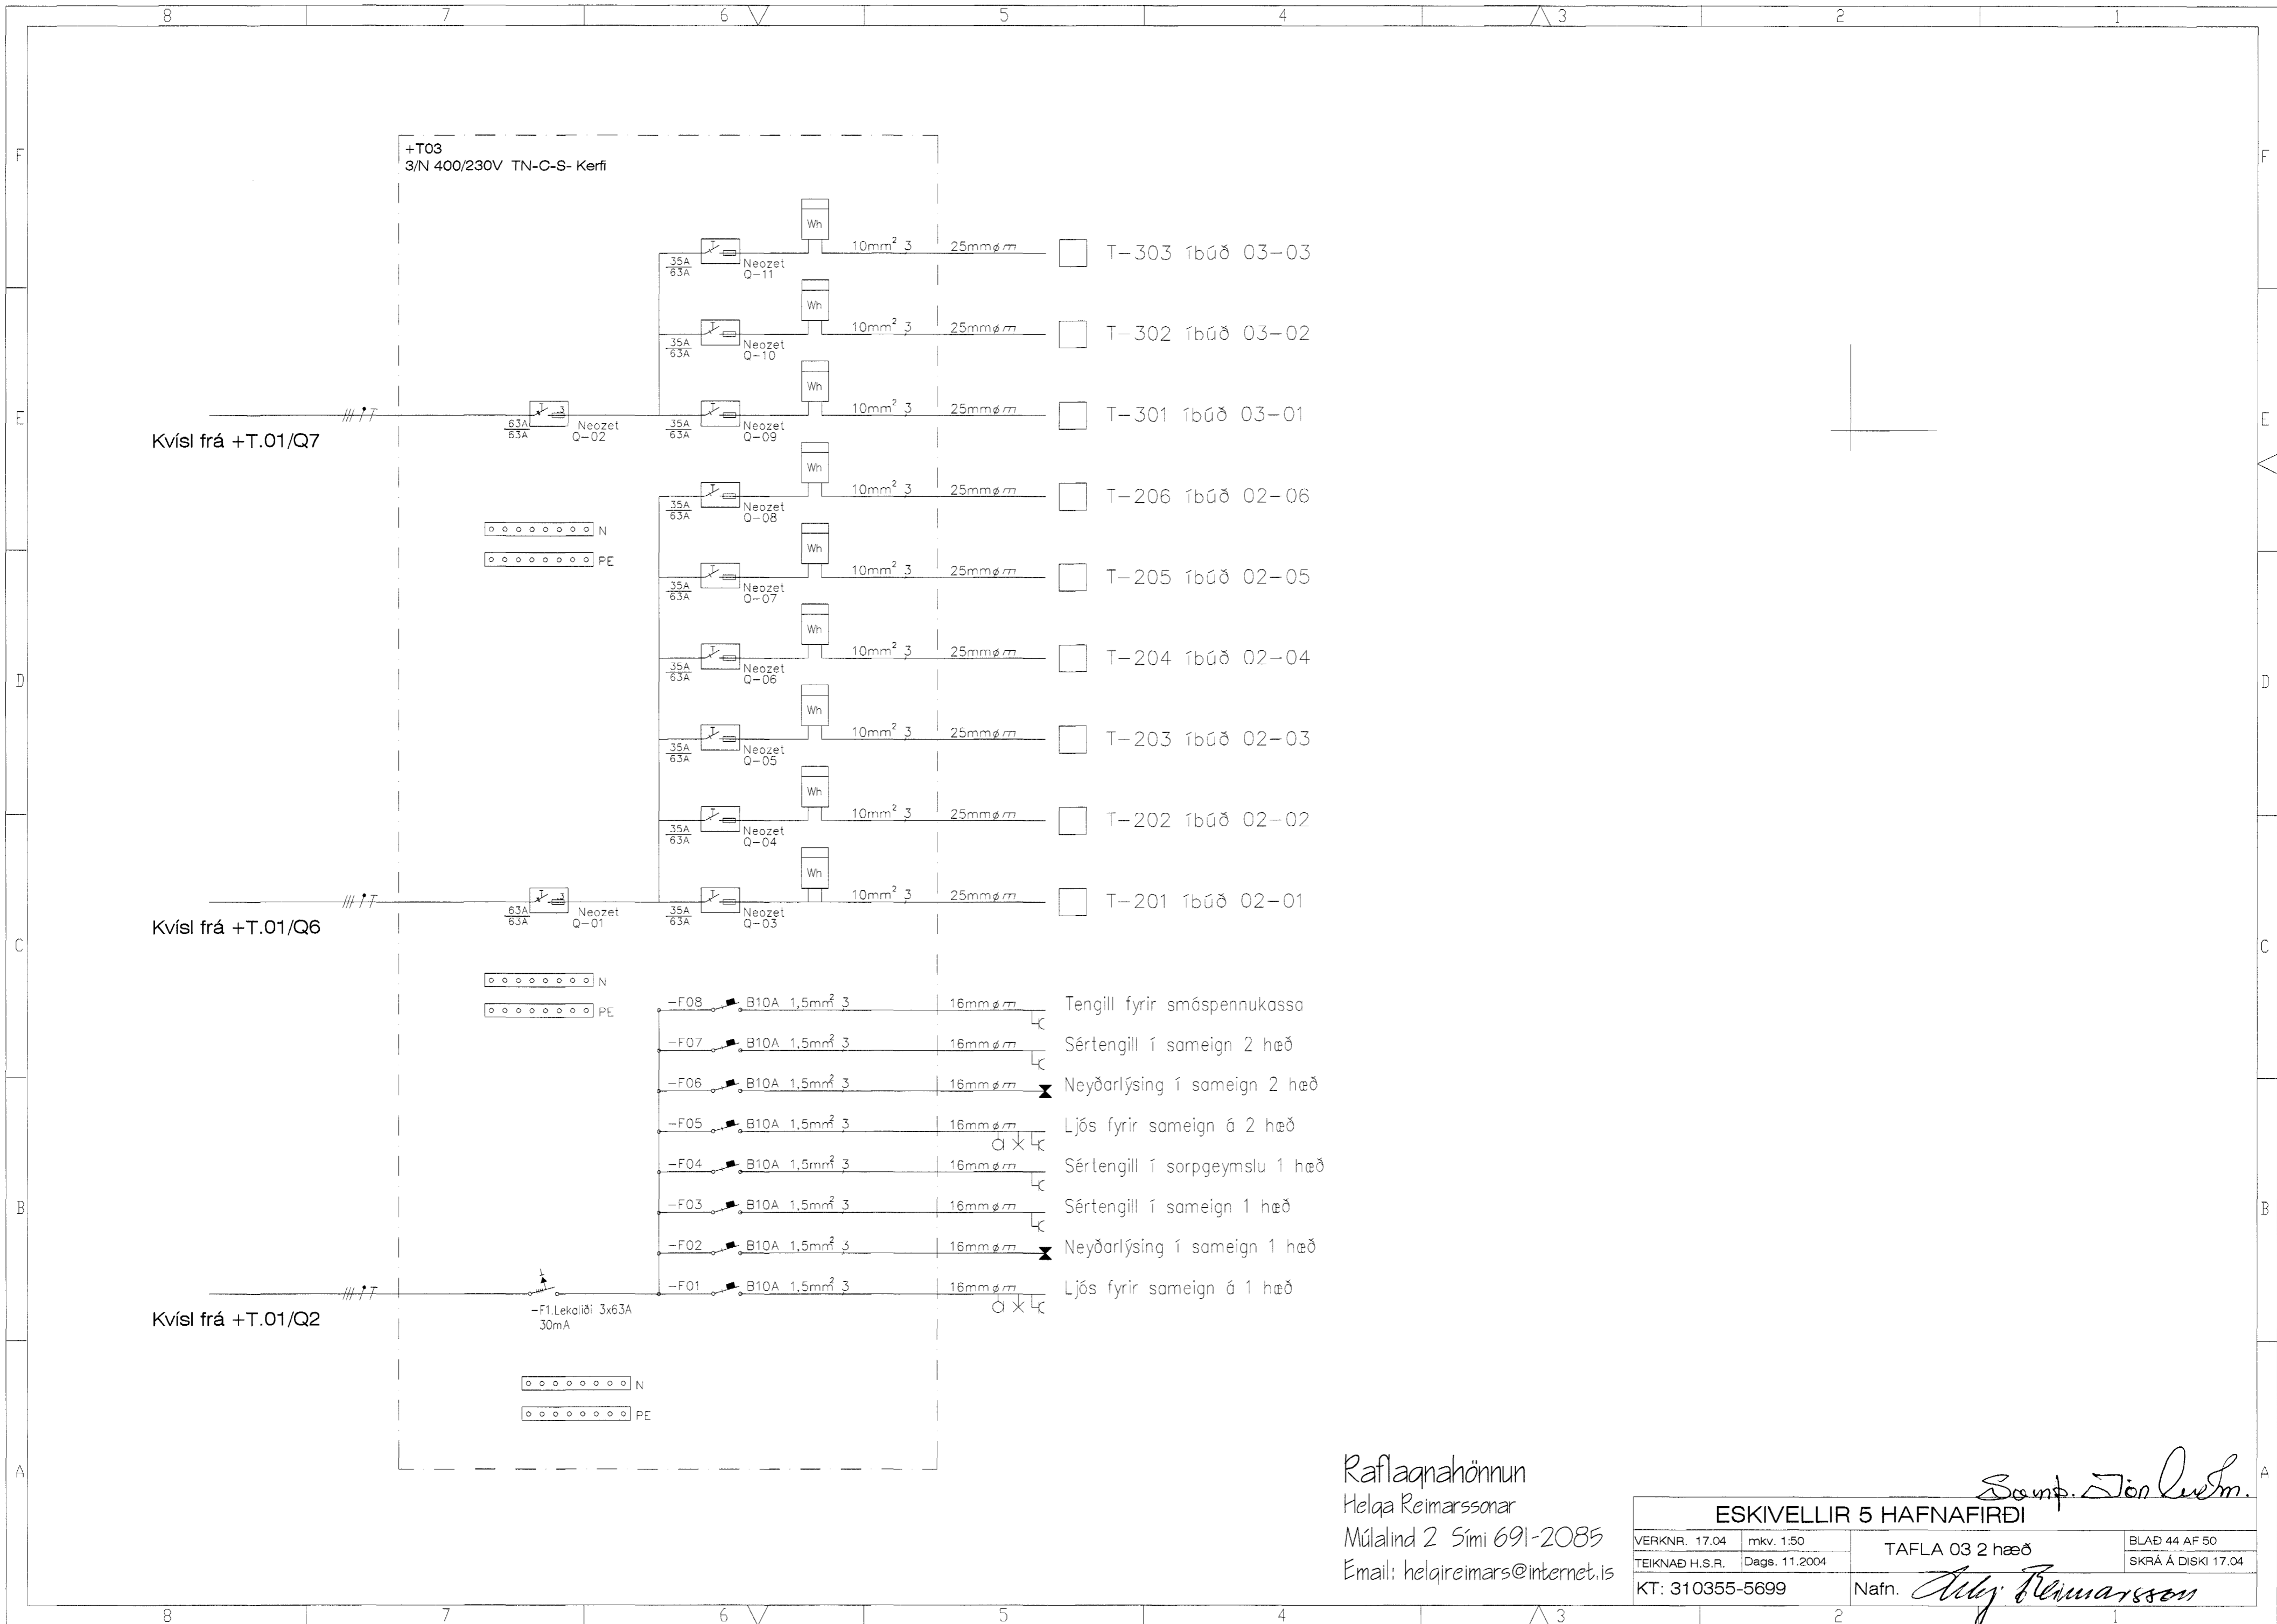 8 7 6 5 4 3 2 1
F
E
D
C
B
A
+T03
3/N 400/230V TN-C-S- Kerfi
Wh
35A
63A
Neozet
Q-11
10mm² 3 25mmø
T-303 íbúð 03-03
Wh
35A
63A
Neozet
Q-10
10mm² 3 25mmø
T-302 íbúð 03-02
Kvísl frá +T.01/Q7
63A
63A
Neozet
Q-02
Wh
35A
63A
Neozet
Q-09
10mm² 3 25mmø
T-301 íbúð 03-01
Wh
35A
63A
Neozet
Q-08
10mm² 3 25mmø
T-206 íbúð 02-06
N
PE
Wh
35A
63A
Neozet
Q-07
10mm² 3 25mmø
T-205 íbúð 02-05
Wh
35A
63A
Neozet
Q-06
10mm² 3 25mmø
T-204 íbúð 02-04
Wh
35A
63A
Neozet
Q-05
10mm² 3 25mmø
T-203 íbúð 02-03
Wh
35A
63A
Neozet
Q-04
10mm² 3 25mmø
T-202 íbúð 02-02
Kvísl frá +T.01/Q6
63A
63A
Neozet
Q-01
Wh
35A
63A
Neozet
Q-03
10mm² 3 25mmø
T-201 íbúð 02-01
N
PE
-F08 B10A 1,5mm² 3 16mmø Tengill fyrir smáspennukassa
-F07 B10A 1,5mm² 3 16mmø Sértengill í sameign 2 hæð
-F06 B10A 1,5mm² 3 16mmø Neyðarlýsing í sameign 2 hæð
-F05 B10A 1,5mm² 3 16mmø Ljós fyrir sameign á 2 hæð
-F04 B10A 1,5mm² 3 16mmø Sértengill í sorpgeymslu 1 hæð
-F03 B10A 1,5mm² 3 16mmø Sértengill í sameign 1 hæð
-F02 B10A 1,5mm² 3 16mmø Neyðarlýsing í sameign 1 hæð
-F01 B10A 1,5mm² 3 16mmø Ljós fyrir sameign á 1 hæð
Kvísl frá +T.01/Q2
-F1.Lekaliði 3x63A
30mA
N
PE
Raflagnahönnun
Helga Reimarssonar
Múlalind 2 Sími 691-2085
Email: helgireimars@internet.is
Samþ. Jón
ESKIVELLIR 5 HAFNAFIRÐI
VERKNR. 17.04 mkv. 1:50
TEIKNAÐ H.S.R. Dags. 11.2004
TAFLA 03 2 hæð
BLAÐ 44 AF 50
SKRÁ Á DISKI 17.04
KT: 310355-5699
Nafn. Helgi Reimarsson
8 7 6 5 4 3 2 1
F
E
D
C
B
A